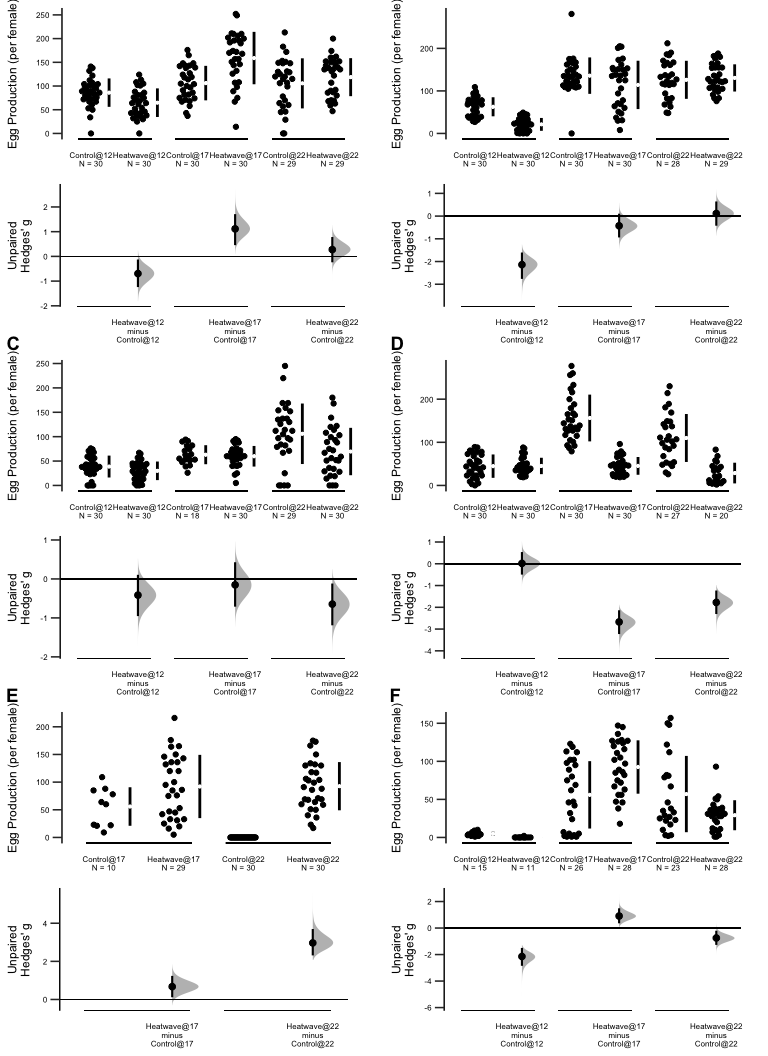 Egg Production (per female)
250
200
150
100
50
0
Control@12 Heatwave@12 Control@17 Heatwave@17 Control@22 Heatwave@22
N = 30 N = 30 N = 30 N = 30 N = 29 N = 29
Unpaired
Hedges' g
2
1
0
-1
-2
Heatwave@12 Heatwave@17 Heatwave@22
minus minus minus
Control@12 Control@17 Control@22
Egg Production (per female)
200
100
0
Control@12 Heatwave@12 Control@17 Heatwave@17 Control@22 Heatwave@22
N = 30 N = 30 N = 30 N = 30 N = 28 N = 29
Unpaired
Hedges' g
1
0
-1
-2
-3
Heatwave@12 Heatwave@17 Heatwave@22
minus minus minus
Control@12 Control@17 Control@22
C
Egg Production (per female)
250
200
150
100
50
0
Control@12 Heatwave@12 Control@17 Heatwave@17 Control@22 Heatwave@22
N = 30 N = 30 N = 18 N = 30 N = 29 N = 30
Unpaired
Hedges' g
1
0
-1
-2
Heatwave@12 Heatwave@17 Heatwave@22
minus minus minus
Control@12 Control@17 Control@22
D
Egg Production (per female)
200
100
0
Control@12 Heatwave@12 Control@17 Heatwave@17 Control@22 Heatwave@22
N = 30 N = 30 N = 30 N = 30 N = 27 N = 20
Unpaired
Hedges' g
1
0
-1
-2
-3
-4
Heatwave@12 Heatwave@17 Heatwave@22
minus minus minus
Control@12 Control@17 Control@22
E
Egg Production (per female)
200
150
100
50
0
Control@17 Heatwave@17 Control@22 Heatwave@22
N = 10 N = 29 N = 30 N = 30
Unpaired
Hedges' g
4
2
0
Heatwave@17 Heatwave@22
minus minus
Control@17 Control@22
F
Egg Production (per female)
150
100
50
0
Control@12 Heatwave@12 Control@17 Heatwave@17 Control@22 Heatwave@22
N = 15 N = 11 N = 26 N = 28 N = 23 N = 28
Unpaired
Hedges' g
2
0
-2
-4
-6
Heatwave@12 Heatwave@17 Heatwave@22
minus minus minus
Control@12 Control@17 Control@22